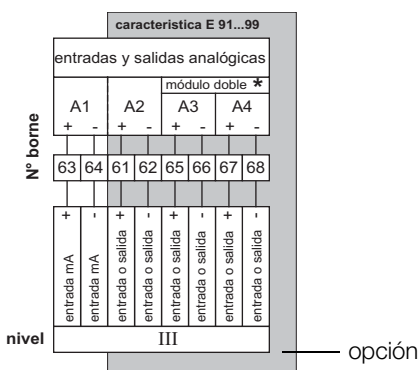 caracteristica E 91...99
entradas y salidas analógicas
módulo doble *
A1 A2 A3 A4
+ - + - + - + -
Nº borne
63 64 61 62 65 66 67 68
+ - + - + - + -
entrada mA
entrada mA
entrada o salida
entrada o salida
entrada o salida
entrada o salida
entrada o salida
entrada o salida
nivel III
opción